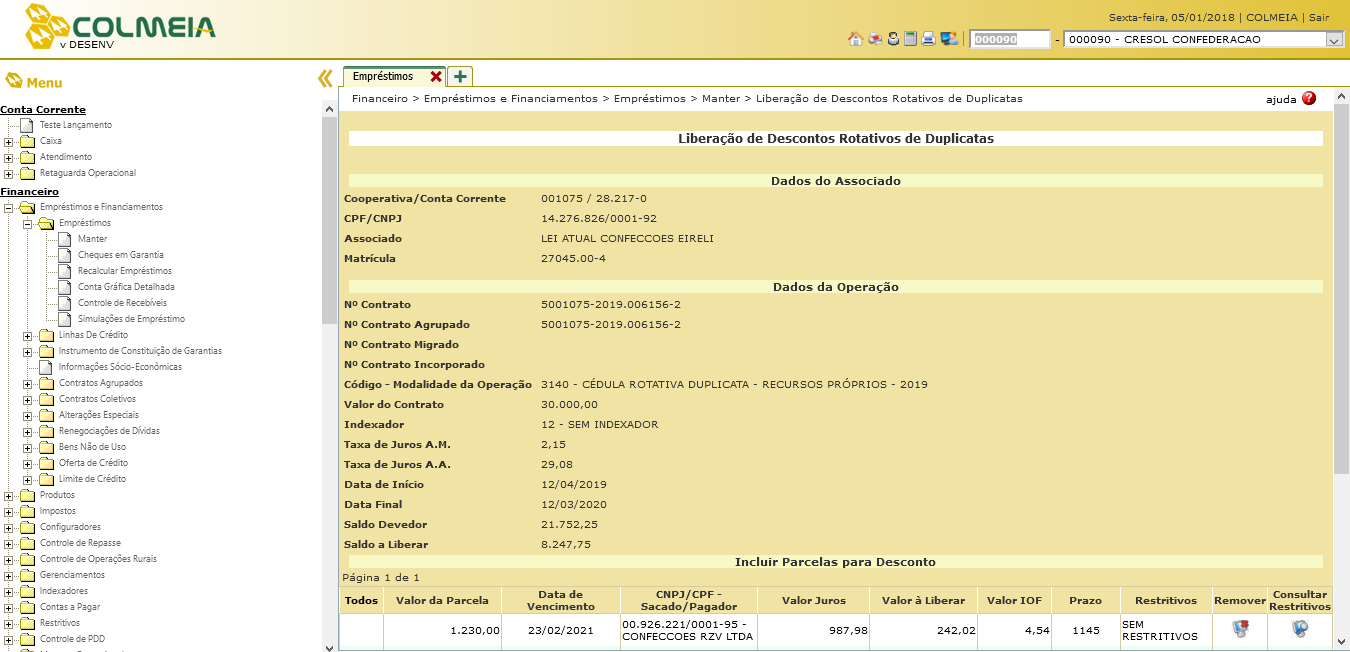 COLMEIA
v DESENV
Sexta-feira, 05/01/2018 | COLMEIA | Sair
000090 - 000090 - CRESOL CONFEDERACAO
Menu
Conta Corrente
Teste Lançamento
Caixa
Atendimento
Retaguarda Operacional
Financeiro
Empréstimos e Financiamentos
Empréstimos
Manter
Cheques em Garantia
Recalcular Empréstimos
Conta Gráfica Detalhada
Controle de Recebíveis
Simulações de Empréstimo
Linhas De Crédito
Instrumento de Constituição de Garantias
Informações Sócio-Econômicas
Contratos Agrupados
Contratos Coletivos
Alterações Especiais
Renegociações de Dívidas
Bens Não de Uso
Oferta de Crédito
Limite de Crédito
Produtos
Impostos
Configuradores
Controle de Repasse
Controle de Operações Rurais
Gerenciamentos
Indexadores
Contas a Pagar
Restritivos
Controle de PDD
Empréstimos
Financeiro > Empréstimos e Financiamentos > Empréstimos > Manter > Liberação de Descontos Rotativos de Duplicatas
ajuda ?
Liberação de Descontos Rotativos de Duplicatas
Dados do Associado
Cooperativa/Conta Corrente 001075 / 28.217-0
CPF/CNPJ 14.276.826/0001-92
Associado LEI ATUAL CONFECCOES EIRELI
Matrícula 27045.00-4
Dados da Operação
Nº Contrato 5001075-2019.006156-2
Nº Contrato Agrupado 5001075-2019.006156-2
Nº Contrato Migrado
Nº Contrato Incorporado
Código - Modalidade da Operação 3140 - CÉDULA ROTATIVA DUPLICATA - RECURSOS PRÓPRIOS - 2019
Valor do Contrato 30.000,00
Indexador 12 - SEM INDEXADOR
Taxa de Juros A.M. 2,15
Taxa de Juros A.A. 29,08
Data de Início 12/04/2019
Data Final 12/03/2020
Saldo Devedor 21.752,25
Saldo a Liberar 8.247,75
Incluir Parcelas para Desconto
Página 1 de 1
Todos Valor da Parcela Data de Vencimento CNPJ/CPF - Sacado/Pagador Valor Juros Valor à Liberar Valor IOF Prazo Restritivos Remover Consultar Restritivos
1.230,00 23/02/2021 00.926.221/0001-95 - CONFECCOES RZV LTDA 987,98 242,02 4,54 1145 SEM RESTRITIVOS